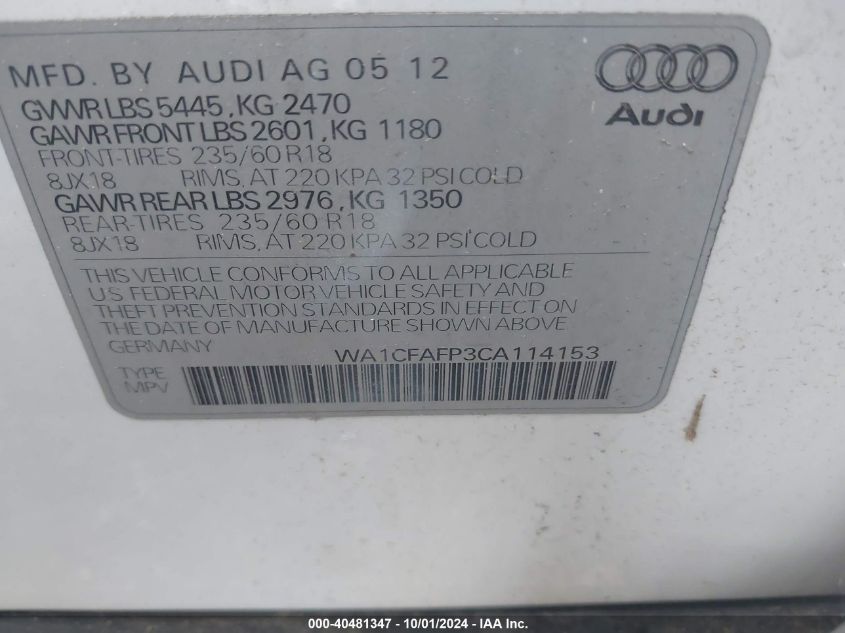 MFD. BY AUDI AG 05 12
Audi
GVWR LBS 5445, KG 2470
GAWR FRONT LBS 2601, KG 1180
FRONT-TIRES 235/60 R18
8JX18 RIMS, AT 220 KPA 32 PSI COLD
GAWR REAR LBS 2976, KG 1350
REAR-TIRES 235/60 R18
8JX18 RIMS, AT 220 KPA 32 PSI COLD
THIS VEHICLE CONFORMS TO ALL APPLICABLE
U.S. FEDERAL MOTOR VEHICLE SAFETY AND
THEFT PREVENTION STANDARDS IN EFFECT ON
THE DATE OF MANUFACTURE SHOWN ABOVE
GERMANY WA1CFAFP3CA114153
TYPE
MPV
000-40481347 - 10/01/2024 - IAA, Inc.